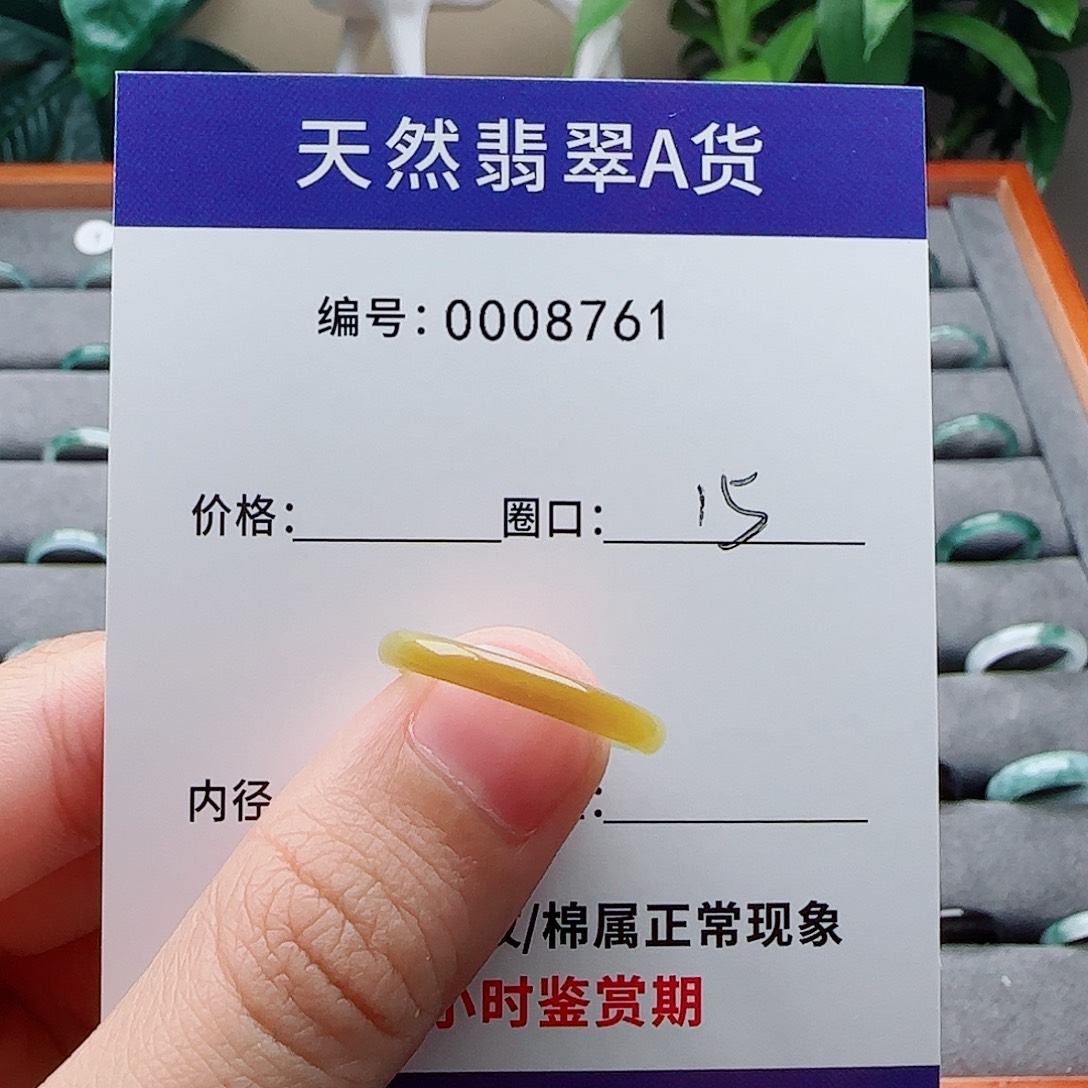 天然翡翠A货
编号：0008761
价格：
圈口：15
内径
：
/棉属正常现象
小时鉴赏期